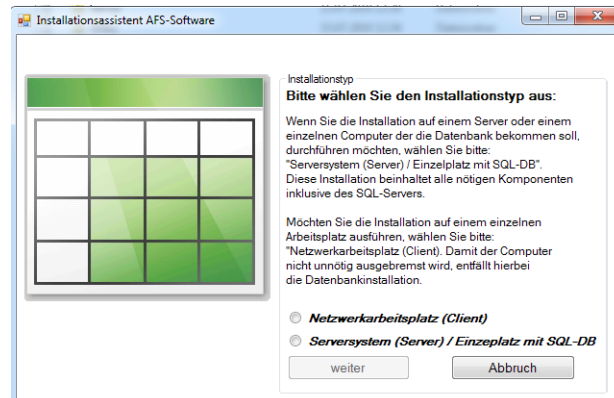 Installationsassistent AFS-Software
Installationstyp
Bitte wählen Sie den Installationstyp aus:
Wenn Sie die Installation auf einem Server oder einem
einzelnen Computer der die Datenbank bekommen soll,
durchführen möchten, wählen Sie bitte:
"Serversystem (Server) / Einzelplatz mit SQL-DB".
Diese Installation beinhaltet alle nötigen Komponenten
inklusive des SQL-Servers.
Möchten Sie die Installation auf einem einzelnen
Arbeitsplatz ausführen, wählen Sie bitte:
"Netzwerkarbeitsplatz (Client). Damit der Computer
nicht unnötig ausgebremst wird, entfällt hierbei
die Datenbankinstallation.
Netzwerkarbeitsplatz (Client)
Serversystem (Server) / Einzeplatz mit SQL-DB
weiter Abbruch